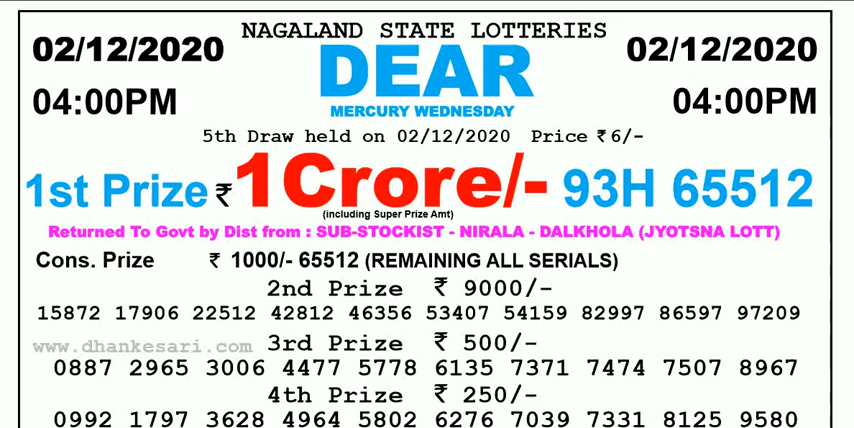 NAGALAND STATE LOTTERIES
02/12/2020 DEAR 02/12/2020
04:00PM MERCURY WEDNESDAY 04:00PM
5th Draw held on 02/12/2020 Price ₹ 6/-
1st Prize ₹ 1 Crore/- 93H 65512
(including Super Prize Amt)
Returned To Govt by Dist from : SUB-STOCKIST - NIRALA - DALKHOLA (JYOTSNA LOTT)
Cons. Prize ₹ 1000/- 65512 (REMAINING ALL SERIALS)
2nd Prize ₹ 9000/-
15872 17906 22512 42812 46356 53407 54159 82997 86597 97209
www.dhankesari.com 3rd Prize ₹ 500/-
0887 2965 3006 4477 5778 6135 7371 7474 7507 8967
4th Prize ₹ 250/-
0992 1797 3628 4964 5802 6276 7039 7331 8125 9580